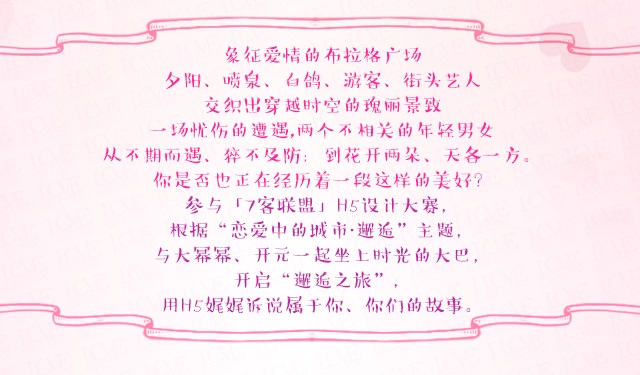 象征爱情的布拉格广场
夕阳、喷泉、白鸽、游客、街头艺人
交织出穿越时空的瑰丽景致
一场忧伤的遭遇,两个不相关的年轻男女
从不期而遇、猝不及防；到花开两朵、天各一方。
你是否也正在经历着一段这样的美好？
参与「7客联盟」H5设计大赛，
根据“恋爱中的城市·邂逅”主题，
与大幂幂、开元一起坐上时光的大巴，
开启“邂逅之旅”，
用H5娓娓诉说属于你、你们的故事。